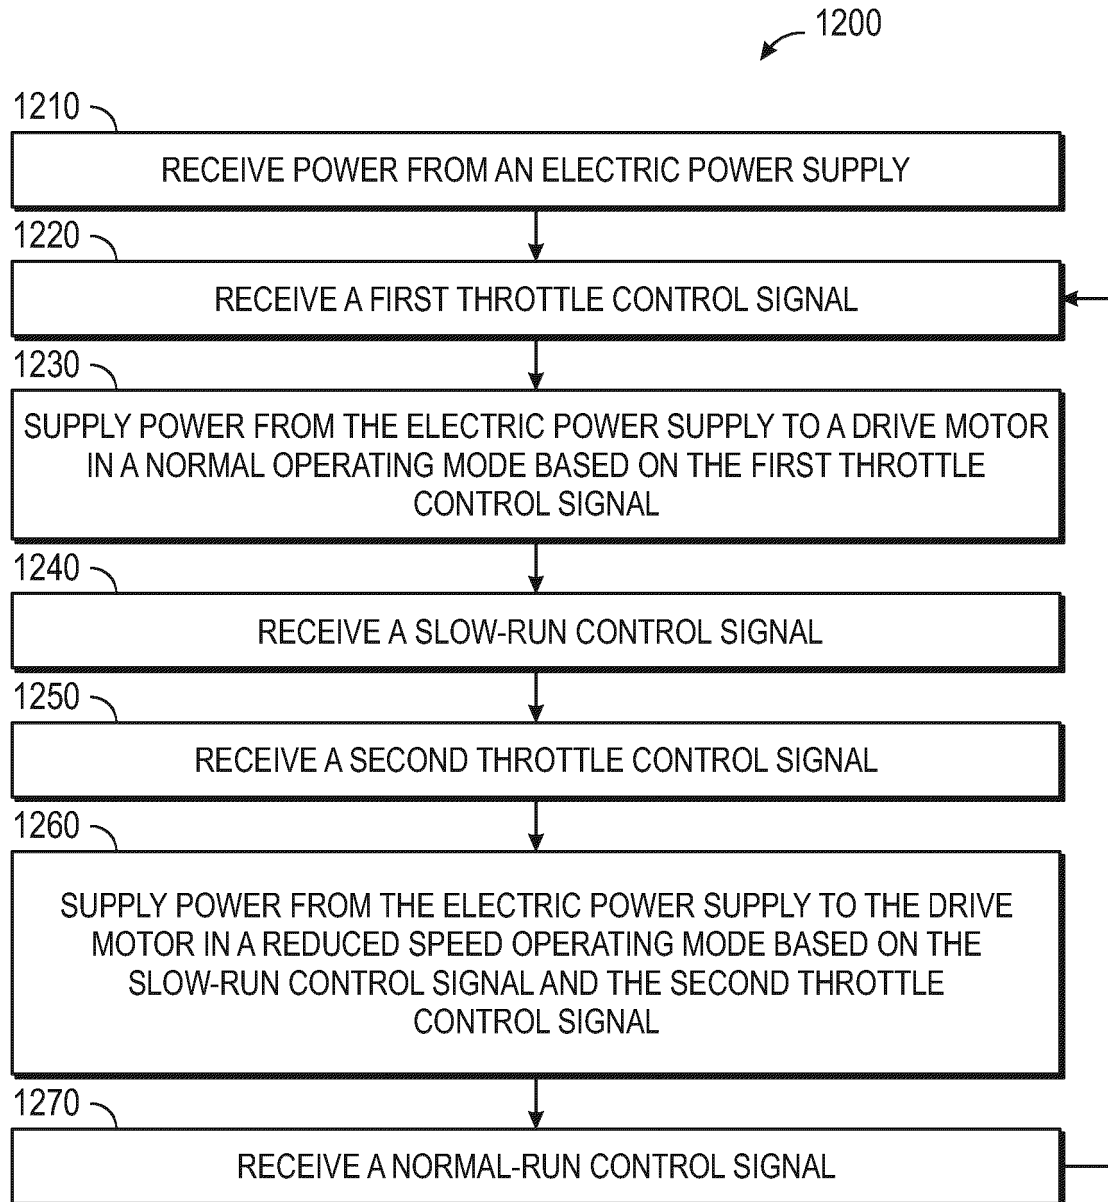 1200
1210
RECEIVE POWER FROM AN ELECTRIC POWER SUPPLY
1220
RECEIVE A FIRST THROTTLE CONTROL SIGNAL
1230
SUPPLY POWER FROM THE ELECTRIC POWER SUPPLY TO A DRIVE MOTOR
IN A NORMAL OPERATING MODE BASED ON THE FIRST THROTTLE
CONTROL SIGNAL
1240
RECEIVE A SLOW-RUN CONTROL SIGNAL
1250
RECEIVE A SECOND THROTTLE CONTROL SIGNAL
1260
SUPPLY POWER FROM THE ELECTRIC POWER SUPPLY TO THE DRIVE
MOTOR IN A REDUCED SPEED OPERATING MODE BASED ON THE
SLOW-RUN CONTROL SIGNAL AND THE SECOND THROTTLE
CONTROL SIGNAL
1270
RECEIVE A NORMAL-RUN CONTROL SIGNAL